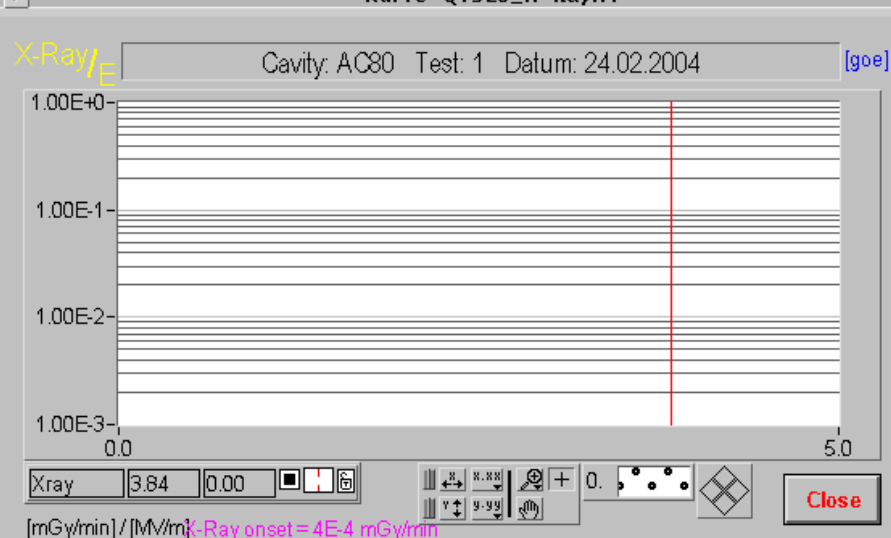 X-Ray/E
Cavity: AC80 Test: 1 Datum: 24.02.2004
[goe]
1.00E+0
1.00E-1
1.00E-2
1.00E-3
0.0 5.0
Xray 3.84 0.00
X X.XX
Y Y.YY
0.
Close
[mGy/min] / [MV/m] X-Ray onset = 4E-4 mGy/min